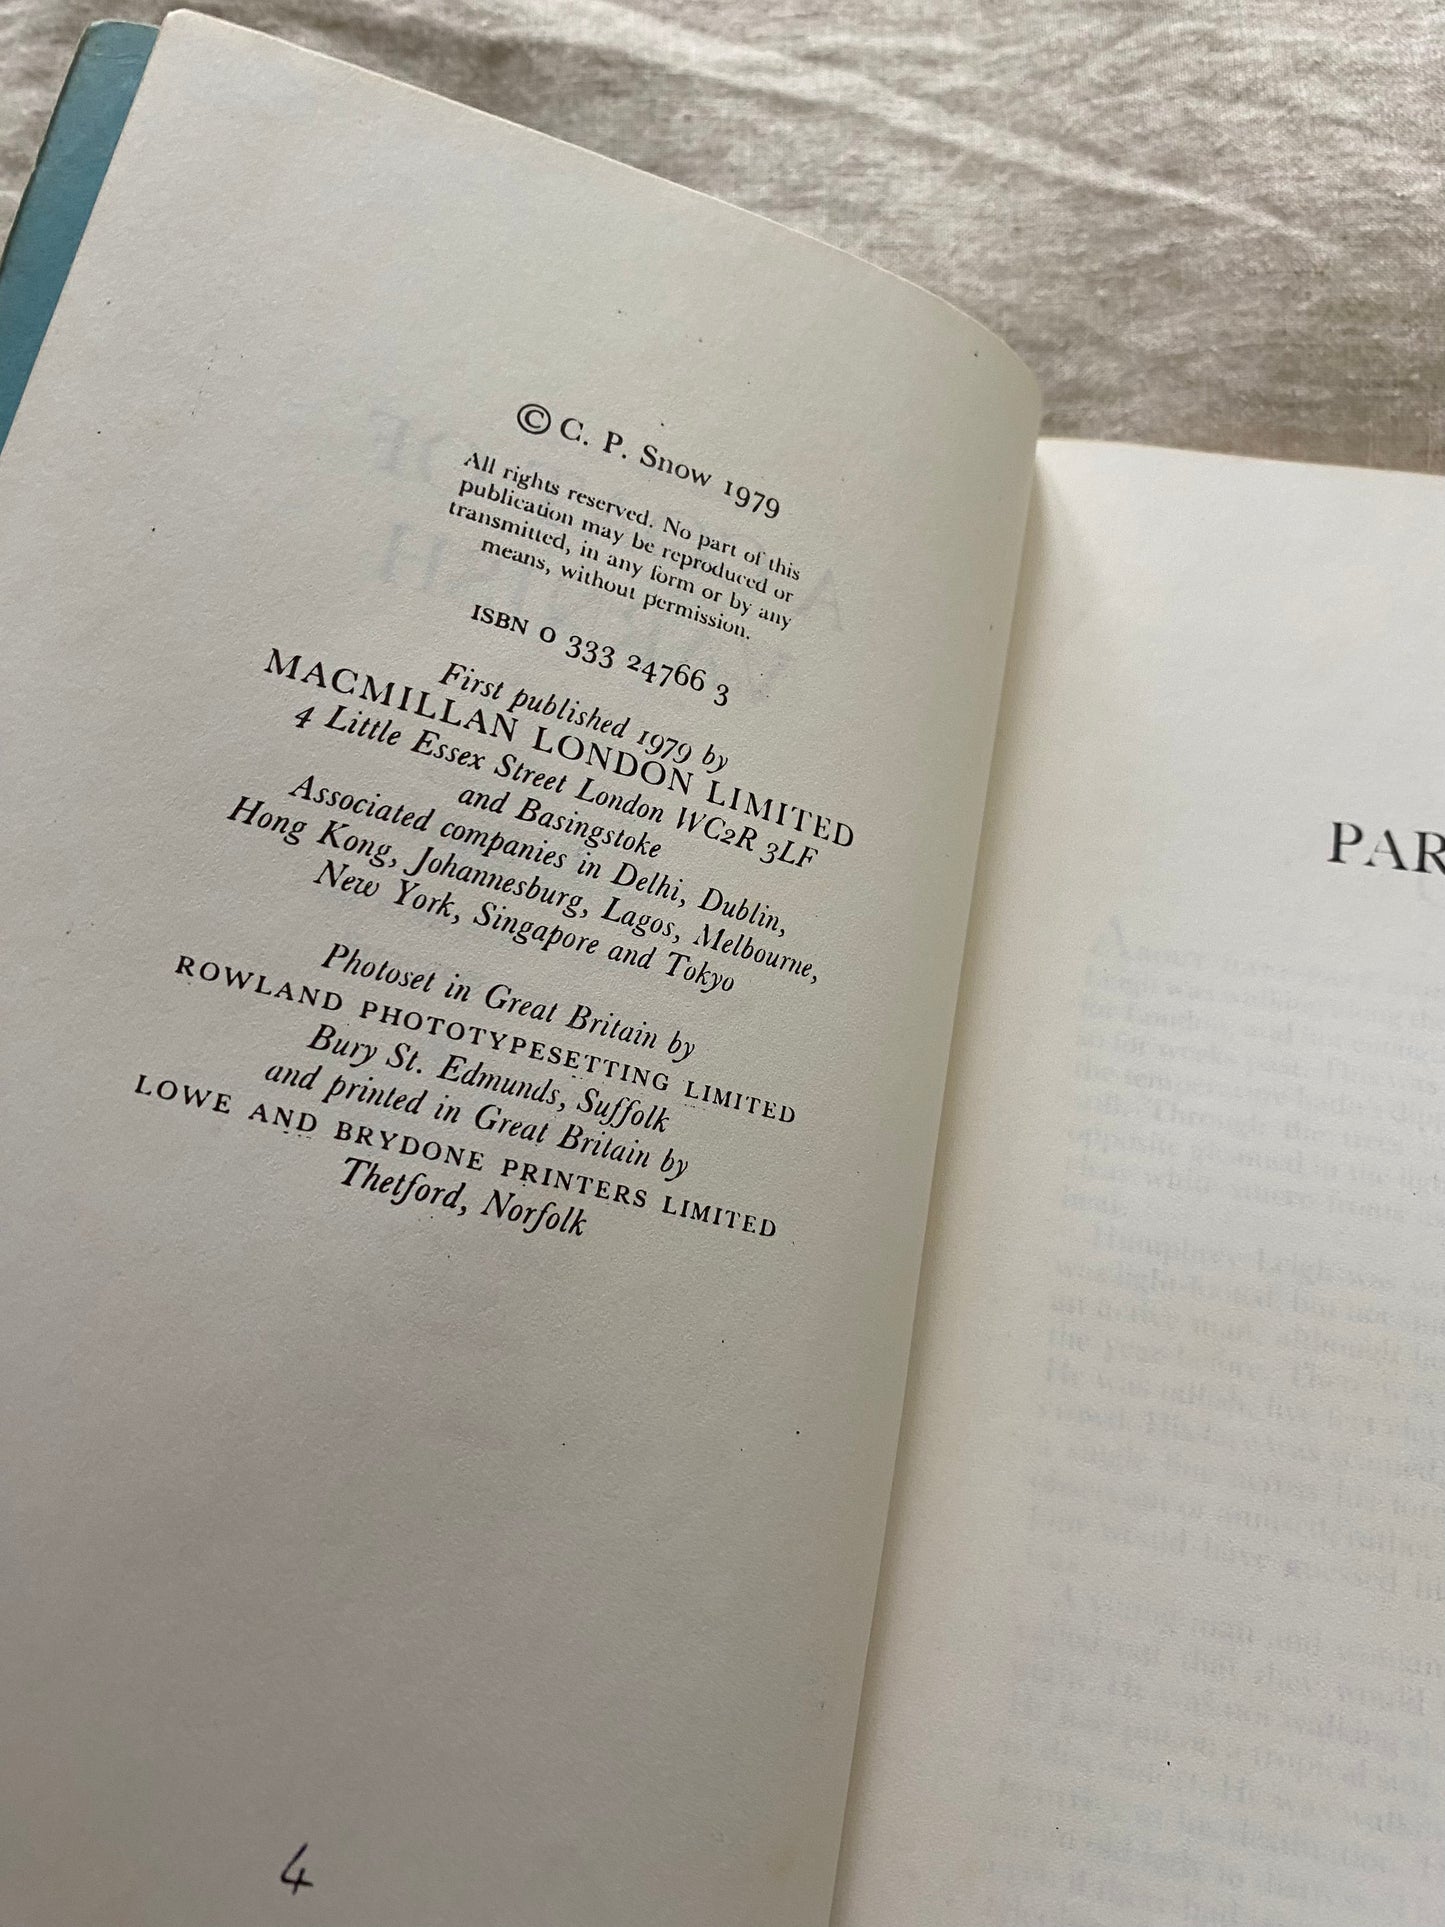 © C. P. Snow 1979
All rights reserved. No part of this
publication may be reproduced or
transmitted, in any form or by any
means, without permission.
ISBN 0 333 24766 3
First published 1979 by
MACMILLAN LONDON LIMITED
4 Little Essex Street London WC2R 3LF
and Basingstoke
Associated companies in Delhi, Dublin,
Hong Kong, Johannesburg, Lagos, Melbourne,
New York, Singapore and Tokyo
Photoset in Great Britain by
ROWLAND PHOTOTYPESETTING LIMITED
Bury St. Edmunds, Suffolk
and printed in Great Britain by
LOWE AND BRYDONE PRINTERS LIMITED
Thetford, Norfolk
4
PAR